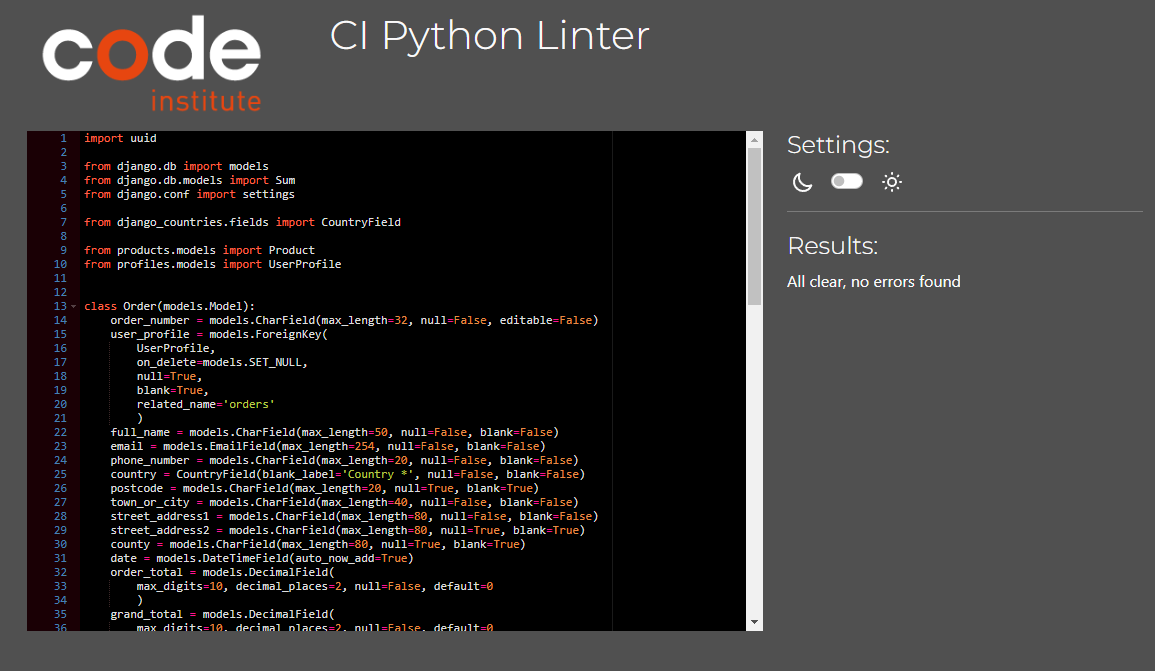 code
institute
CI Python Linter
1 import uuid
2
3 from django.db import models
4 from django.db.models import Sum
5 from django.conf import settings
6
7 from django_countries.fields import CountryField
8
9 from products.models import Product
10 from profiles.models import UserProfile
11
12
13 class Order(models.Model):
14     order_number = models.CharField(max_length=32, null=False, editable=False)
15     user_profile = models.ForeignKey(
16         UserProfile,
17         on_delete=models.SET_NULL,
18         null=True,
19         blank=True,
20         related_name='orders'
21         )
22     full_name = models.CharField(max_length=50, null=False, blank=False)
23     email = models.EmailField(max_length=254, null=False, blank=False)
24     phone_number = models.CharField(max_length=20, null=False, blank=False)
25     country = CountryField(blank_label='Country *', null=False, blank=False)
26     postcode = models.CharField(max_length=20, null=True, blank=True)
27     town_or_city = models.CharField(max_length=40, null=False, blank=False)
28     street_address1 = models.CharField(max_length=80, null=False, blank=False)
29     street_address2 = models.CharField(max_length=80, null=True, blank=True)
30     county = models.CharField(max_length=80, null=True, blank=True)
31     date = models.DateTimeField(auto_now_add=True)
32     order_total = models.DecimalField(
33         max_digits=10, decimal_places=2, null=False, default=0
34         )
35     grand_total = models.DecimalField(
36         max_digits=10, decimal_places=2, null=False, default=0
Settings:
Results:
All clear, no errors found